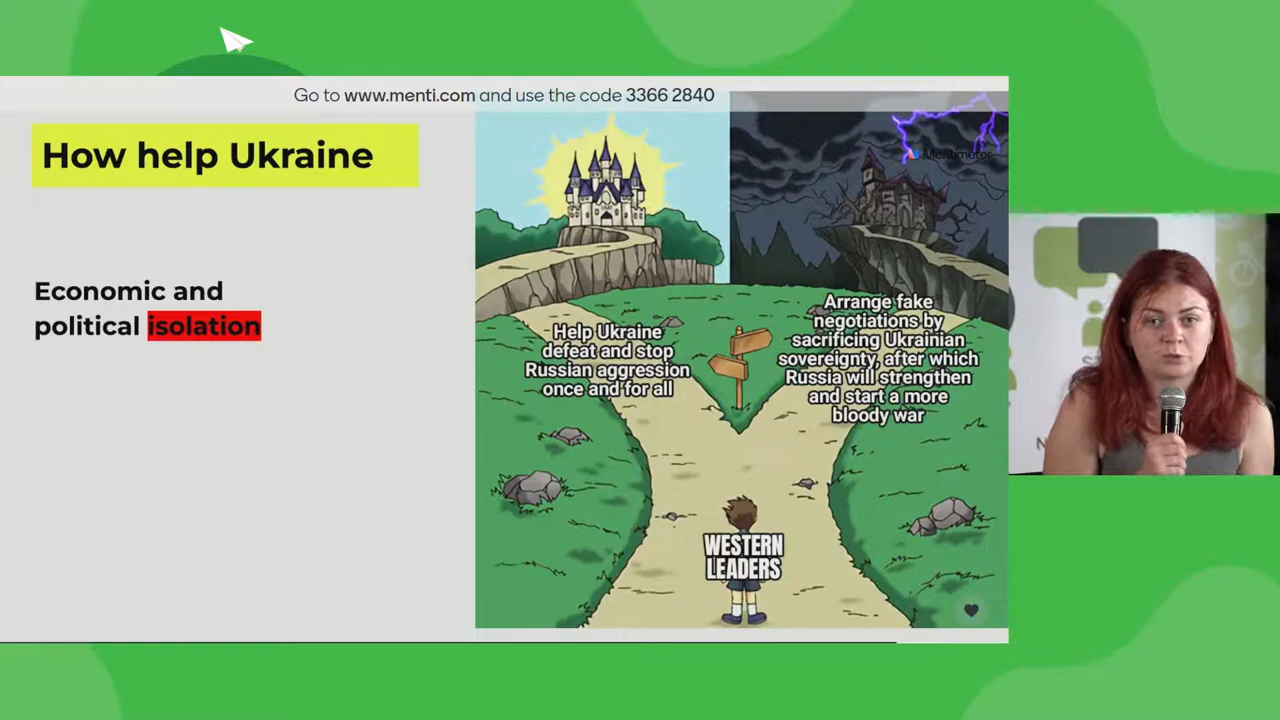 Go to www.menti.com and use the code 3366 2840
How help Ukraine
Economic and
political isolation
Mentimeter
Help Ukraine
defeat and stop
Russian aggression
once and for all
Arrange fake
negotiations by
sacrificing Ukrainian
sovereignty, after which
Russia will strengthen
and start a more
bloody war
WESTERN
LEADERS